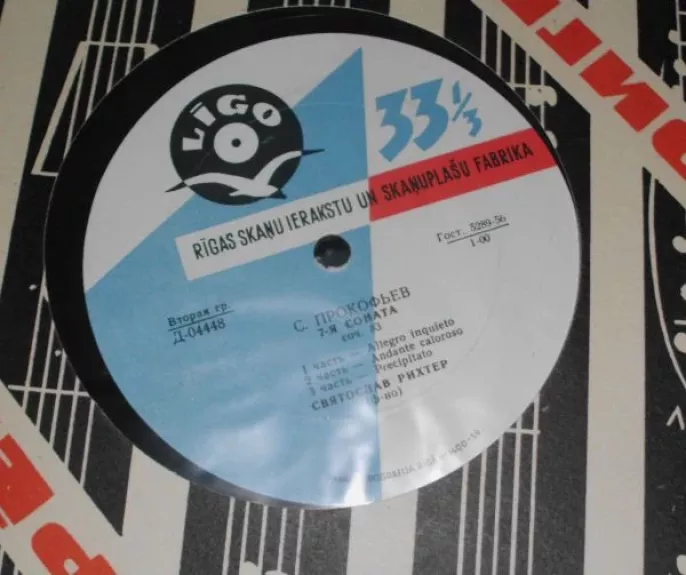 LĪGO
33⅓
RĪGAS SKAŅU IERAKSTU UN SKAŅUPLAŠU FABRIKA
Гост. 5289-56
1-00
Вторая гр.
Д-04448
С. ПРОКОФЬЕВ
7-Я СОНАТА
соч. 83
1 часть — Allegro inquieto
2 часть — Andante caloroso
3 часть — Precipitato
СВЯТОСЛАВ РИХТЕР
(ф-но)